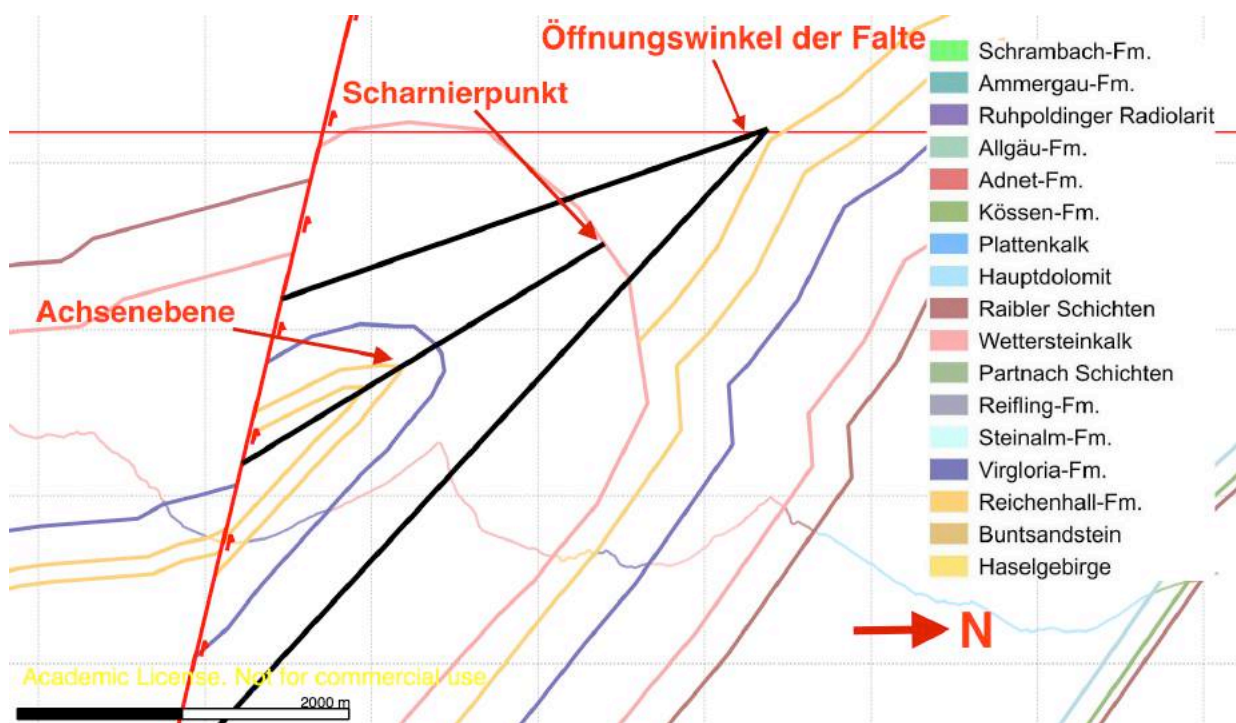 Öffnungswinkel der Falte
Scharnierpunkt
Achsenebene
Schrambach-Fm.
Ammergau-Fm.
Ruhpoldinger Radiolarit
Allgäu-Fm.
Adnet-Fm.
Kössen-Fm.
Plattenkalk
Hauptdolomit
Raibler Schichten
Wettersteinkalk
Partnach Schichten
Reifling-Fm.
Steinalm-Fm.
Virgloria-Fm.
Reichenhall-Fm.
Buntsandstein
Haselgebirge
N
Academic License. Not for commercial use.
2000 m